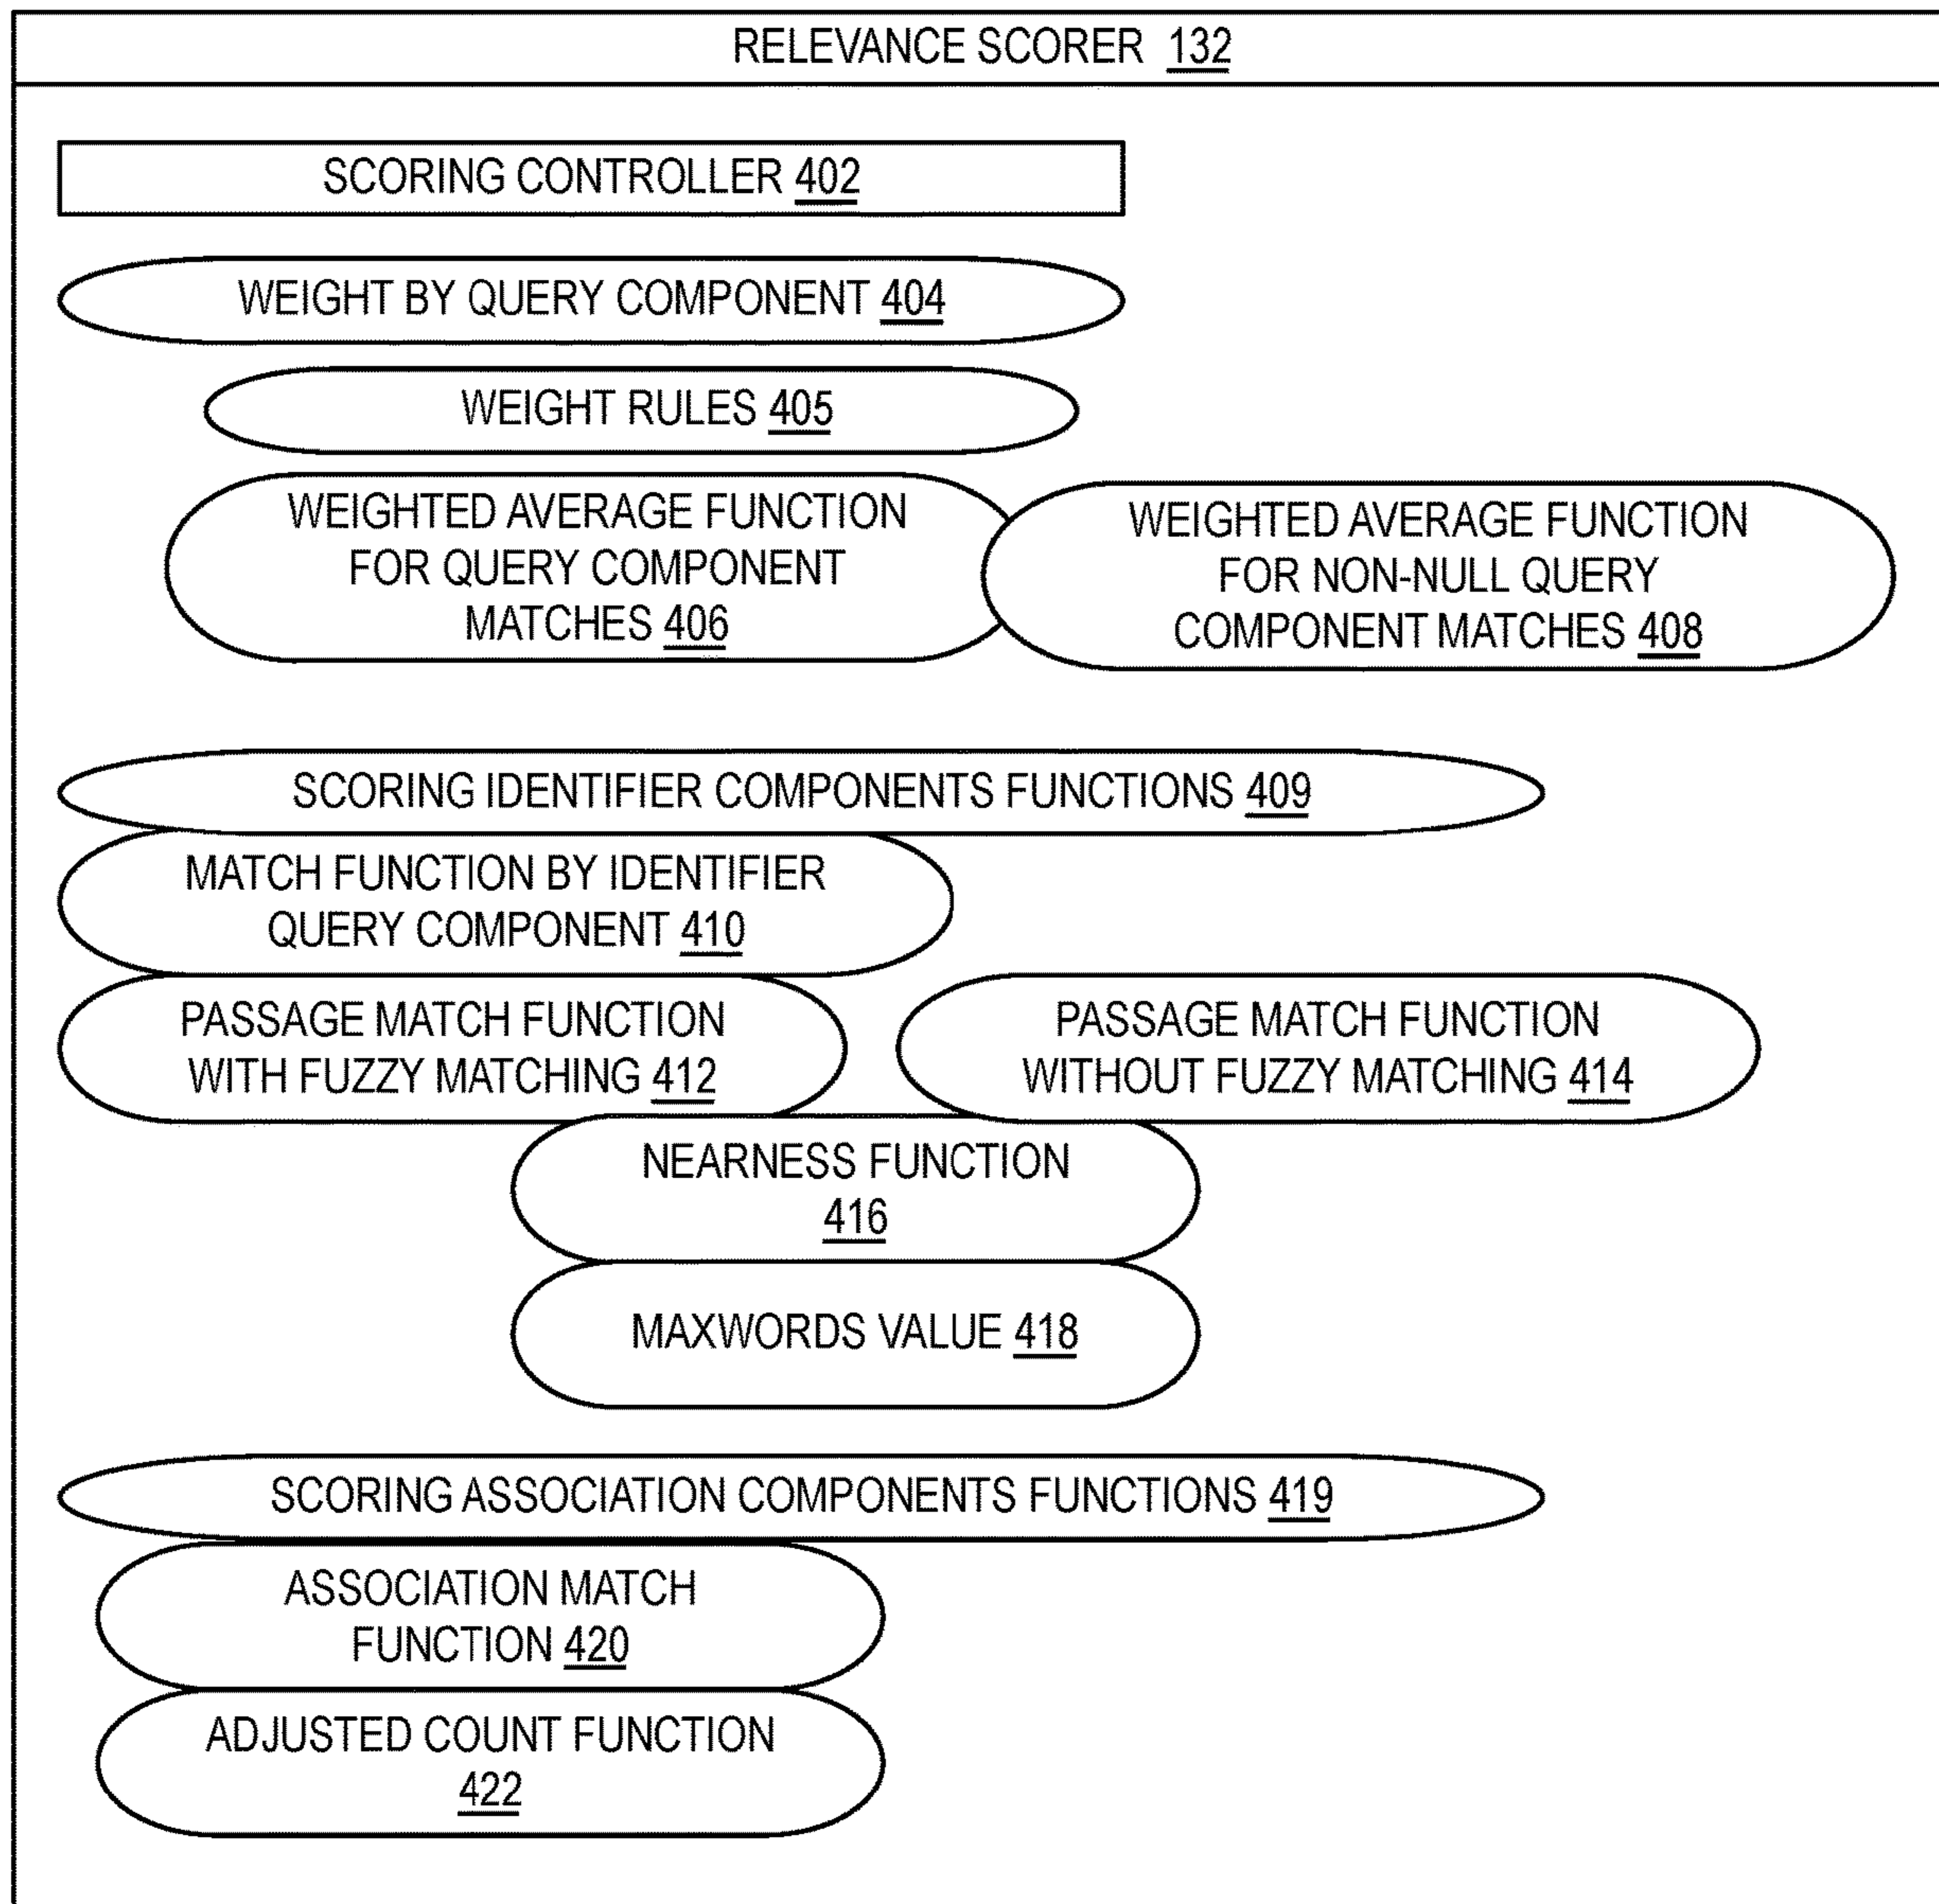 RELEVANCE SCORER 132
SCORING CONTROLLER 402
WEIGHT BY QUERY COMPONENT 404
WEIGHT RULES 405
WEIGHTED AVERAGE FUNCTION
FOR QUERY COMPONENT
MATCHES 406
WEIGHTED AVERAGE FUNCTION
FOR NON-NULL QUERY
COMPONENT MATCHES 408
SCORING IDENTIFIER COMPONENTS FUNCTIONS 409
MATCH FUNCTION BY IDENTIFIER
QUERY COMPONENT 410
PASSAGE MATCH FUNCTION
WITH FUZZY MATCHING 412
PASSAGE MATCH FUNCTION
WITHOUT FUZZY MATCHING 414
NEARNESS FUNCTION
416
MAXWORDS VALUE 418
SCORING ASSOCIATION COMPONENTS FUNCTIONS 419
ASSOCIATION MATCH
FUNCTION 420
ADJUSTED COUNT FUNCTION
422